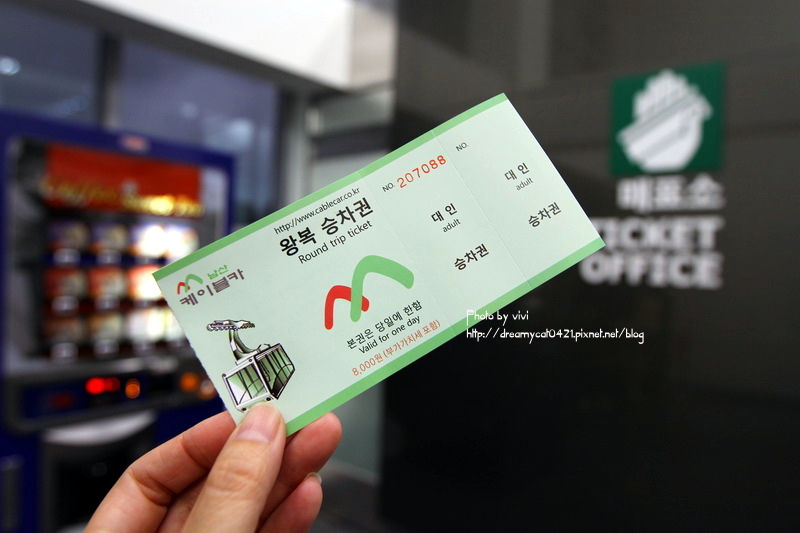 남산
케이블카
http://www.cablecar.co.kr
왕복 승차권
Round trip ticket
본권은 당일에 한함
Valid for one day
8,000원 (부가가치세 포함)
NO. 207088
대 인
adult
승차권
NO.
대 인
adult
승차권
매표소
TICKET
OFFICE
Photo by vivi
http://dreamycat0421.pixnet.net/blog